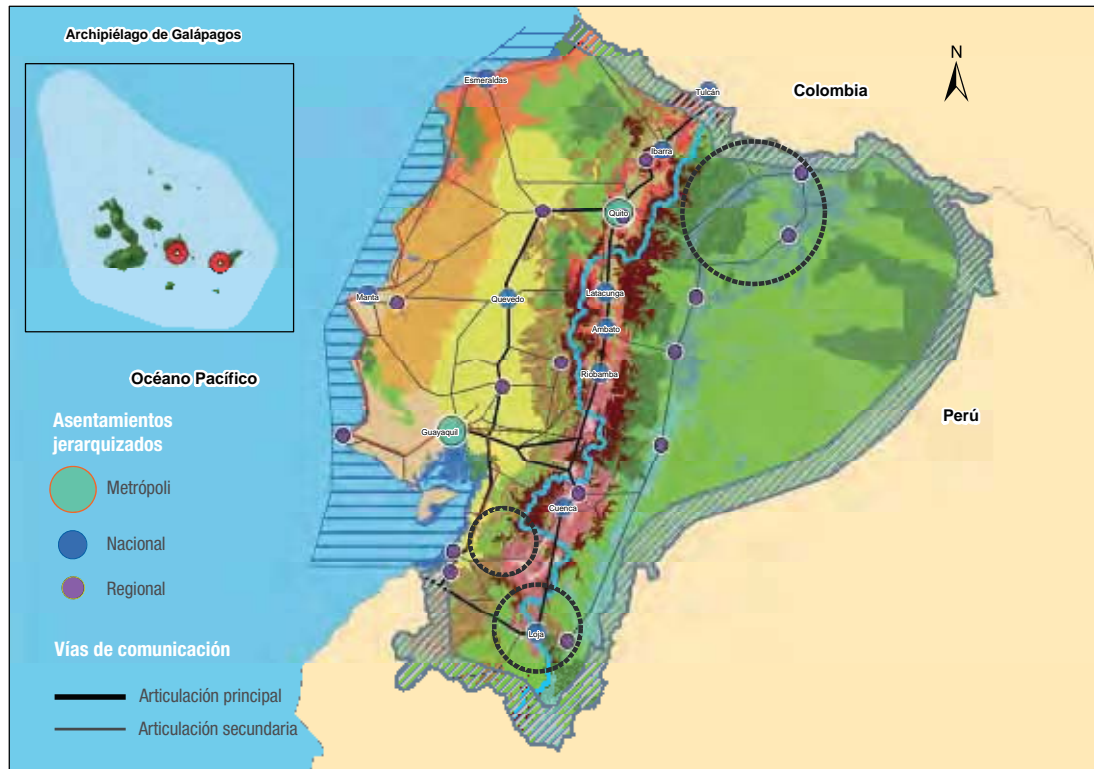 Archipiélago de Galápagos
N
Colombia
Esmeraldas
Tulcán
Ibarra
Quito
Manta
Quevedo
Latacunga
Ambato
Riobamba
Océano Pacífico
Perú
Guayaquil
Cuenca
Loja
Asentamientos
jerarquizados
Metrópoli
Nacional
Regional
Vías de comunicación
Articulación principal
Articulación secundaria